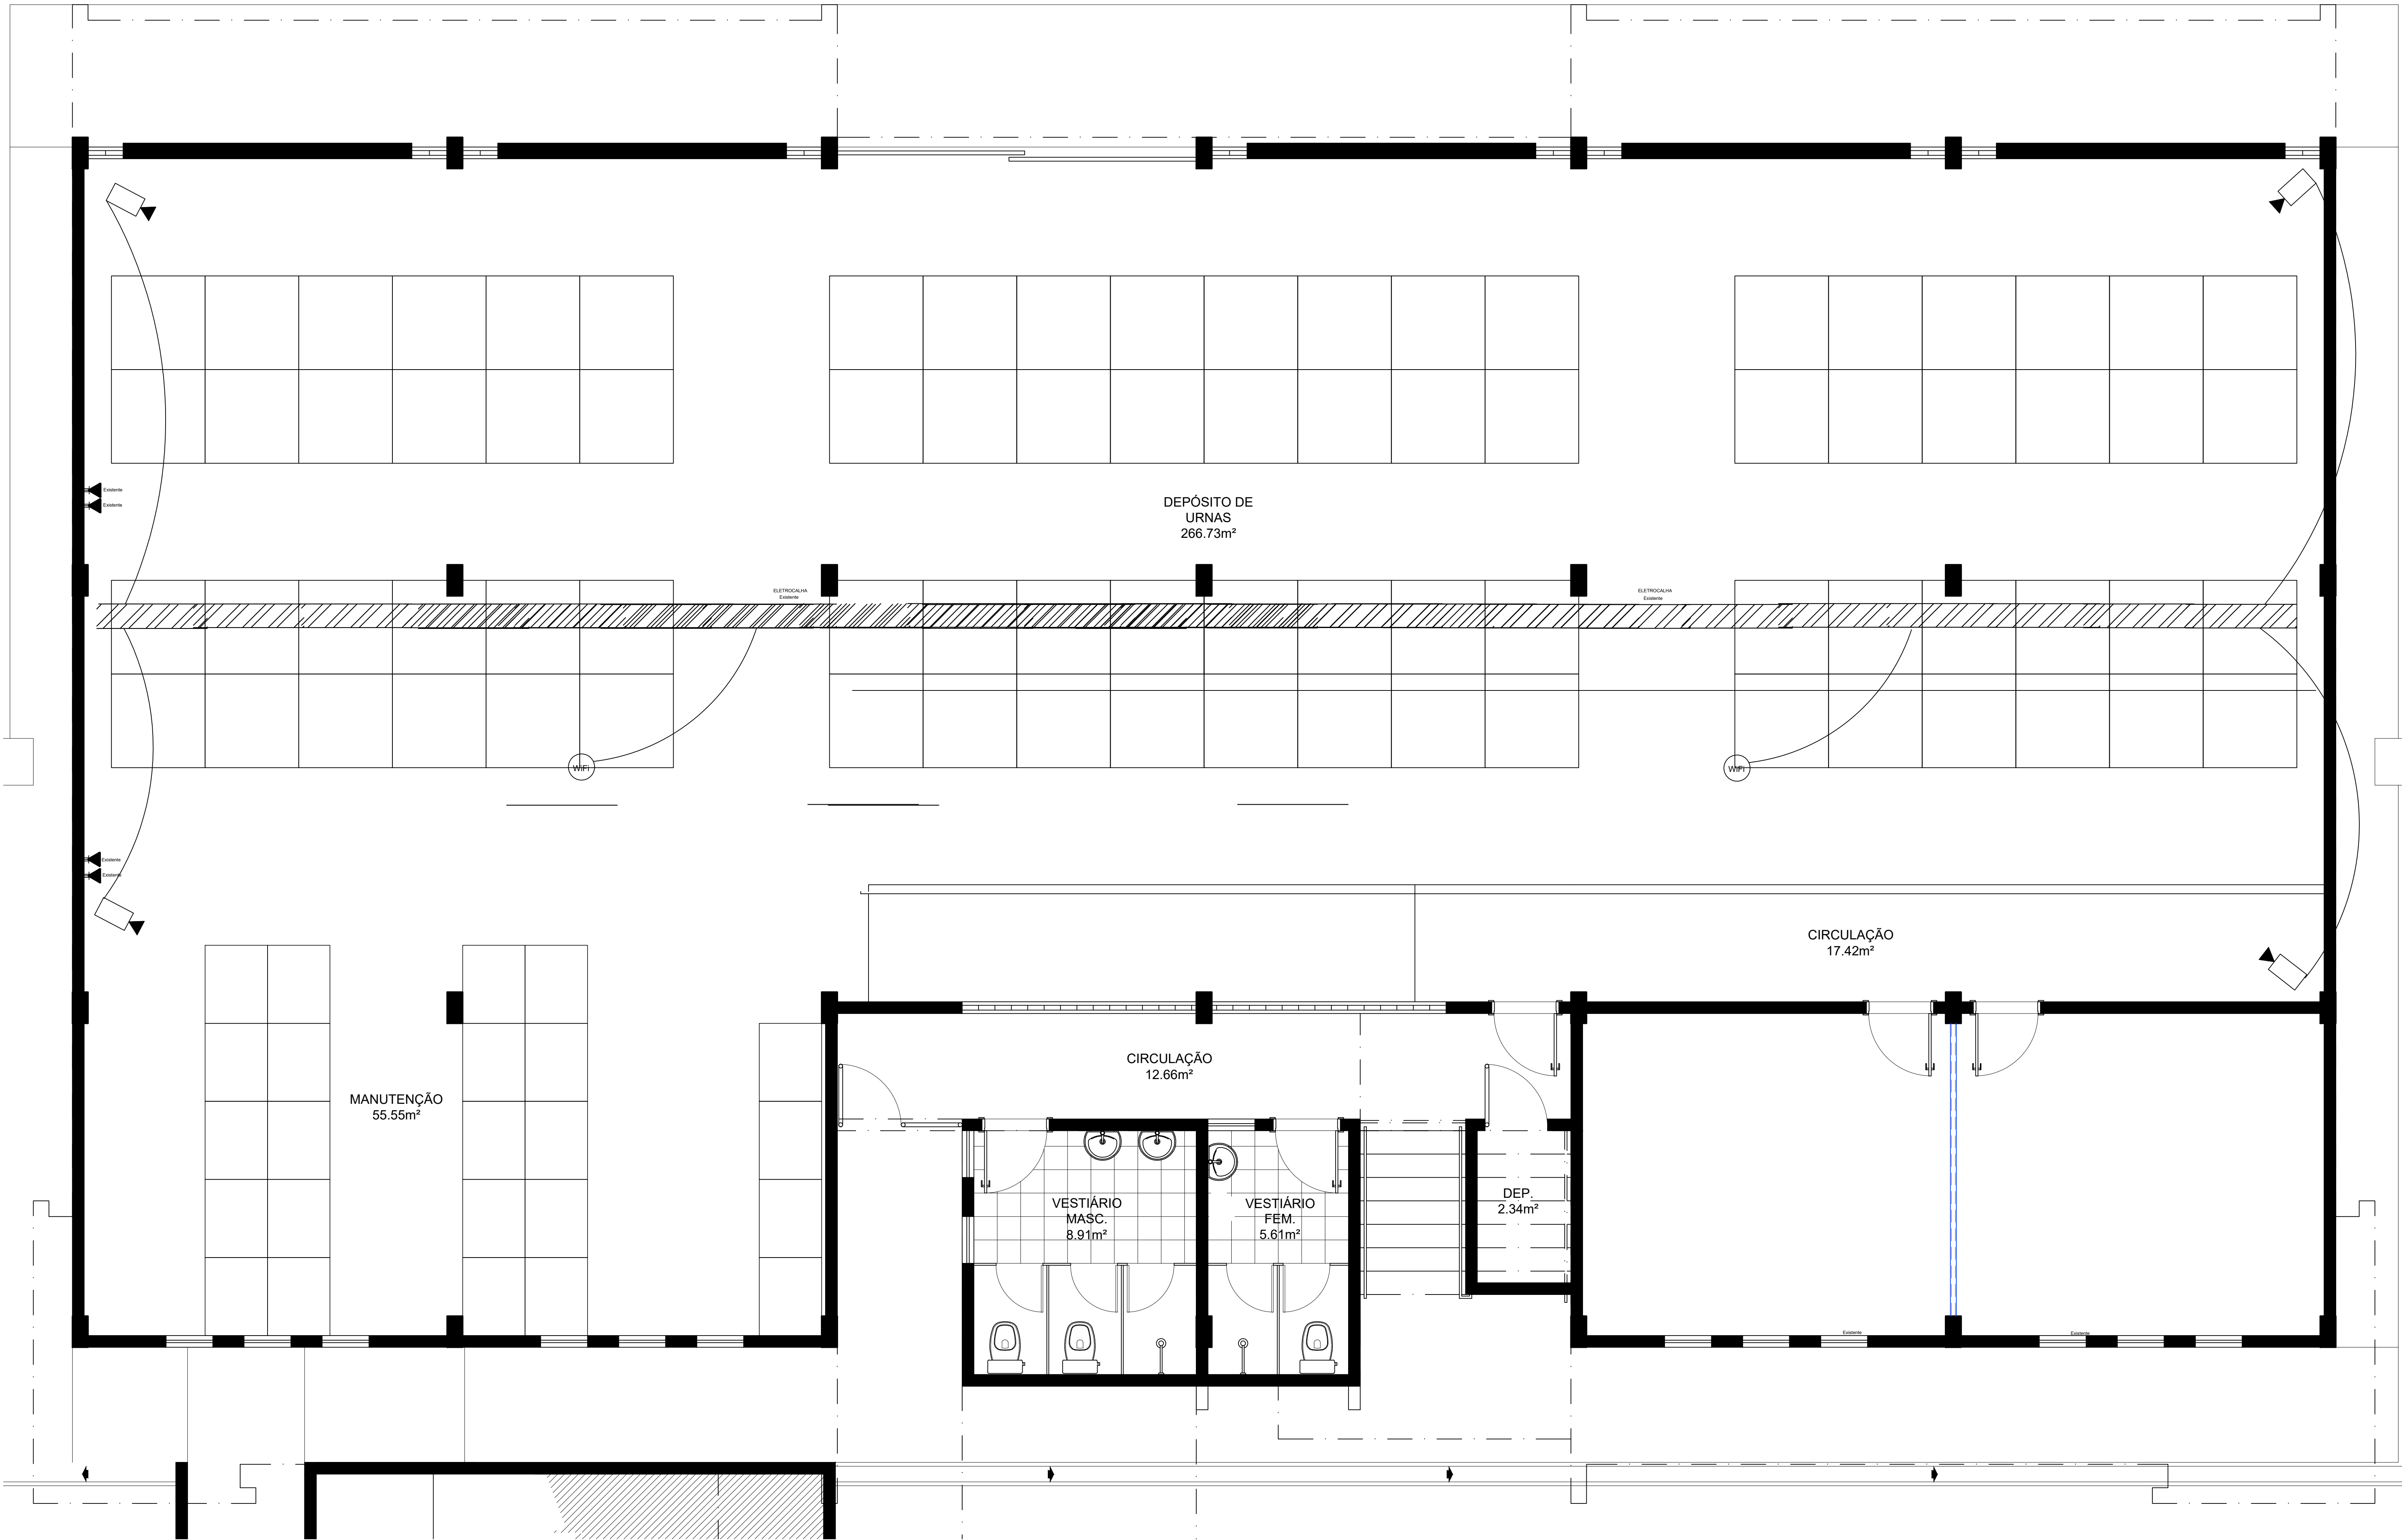 Existente
Existente
DEPÓSITO DE
URNAS
266.73m²
ELETROCALHA
Existente
ELETROCALHA
Existente
WiFi
WiFi
Existente
Existente
CIRCULAÇÃO
17.42m²
CIRCULAÇÃO
12.66m²
MANUTENÇÃO
55.55m²
VESTIÁRIO
MASC.
8.91m²
VESTIÁRIO
FEM.
5.61m²
DEP.
2.34m²
Existente
Existente